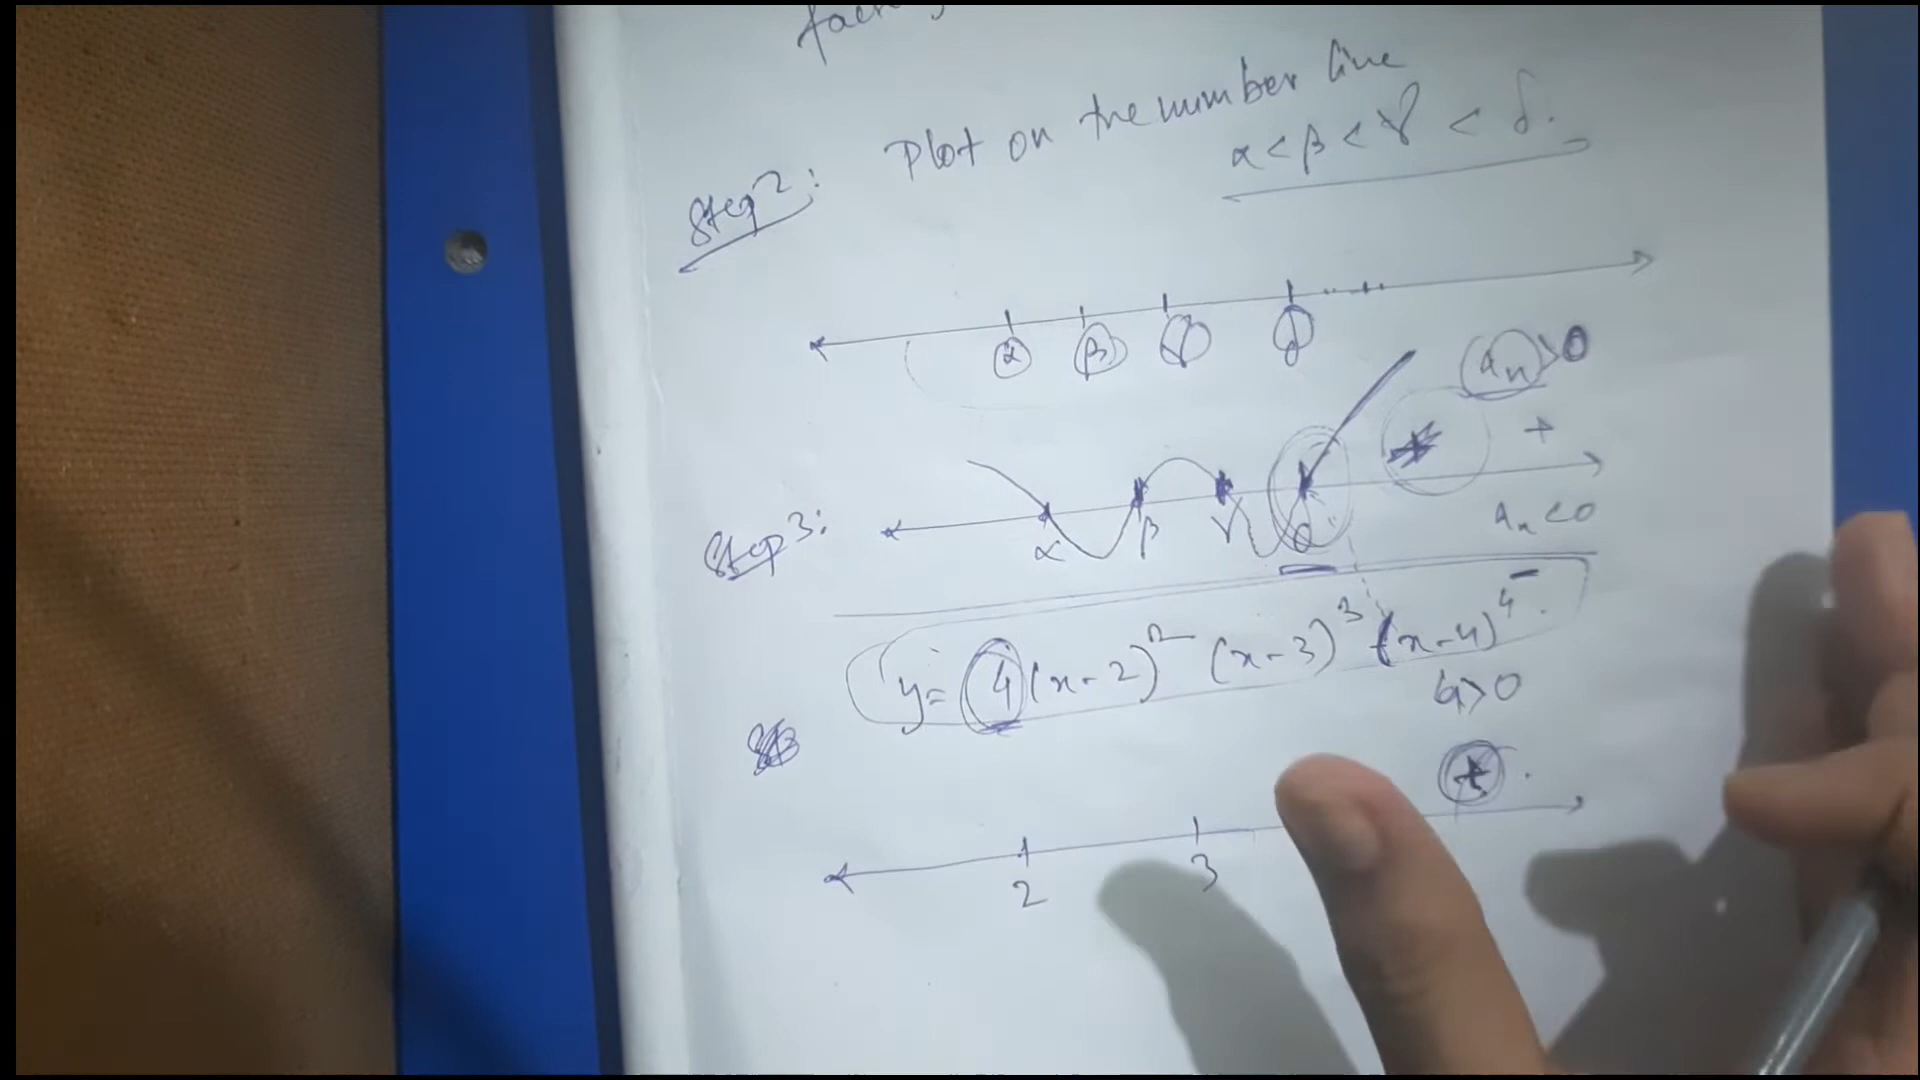 Step 2: Plot on the number line
α < β < γ < δ.
α β γ δ
aₙ > 0
+
Step 3:
α β γ δ
aₙ < 0
y = 4(x-2)² (x-3)³ (x-4)⁴
4 > 0
+
2 3